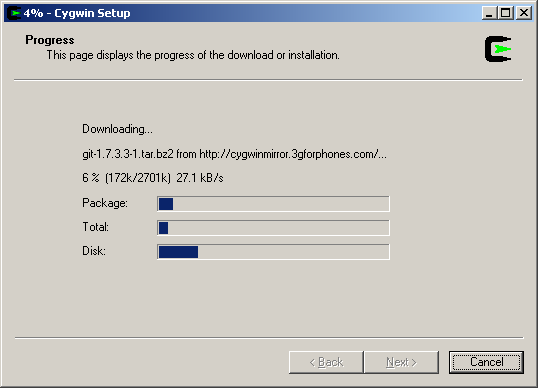 4% - Cygwin Setup
Progress
This page displays the progress of the download or installation.
Downloading...
git-1.7.3.3-1.tar.bz2 from http://cygwinmirror.3gforphones.com/...
6 % (172k/2701k) 27.1 kB/s
Package:
Total:
Disk:
< Back Next > Cancel